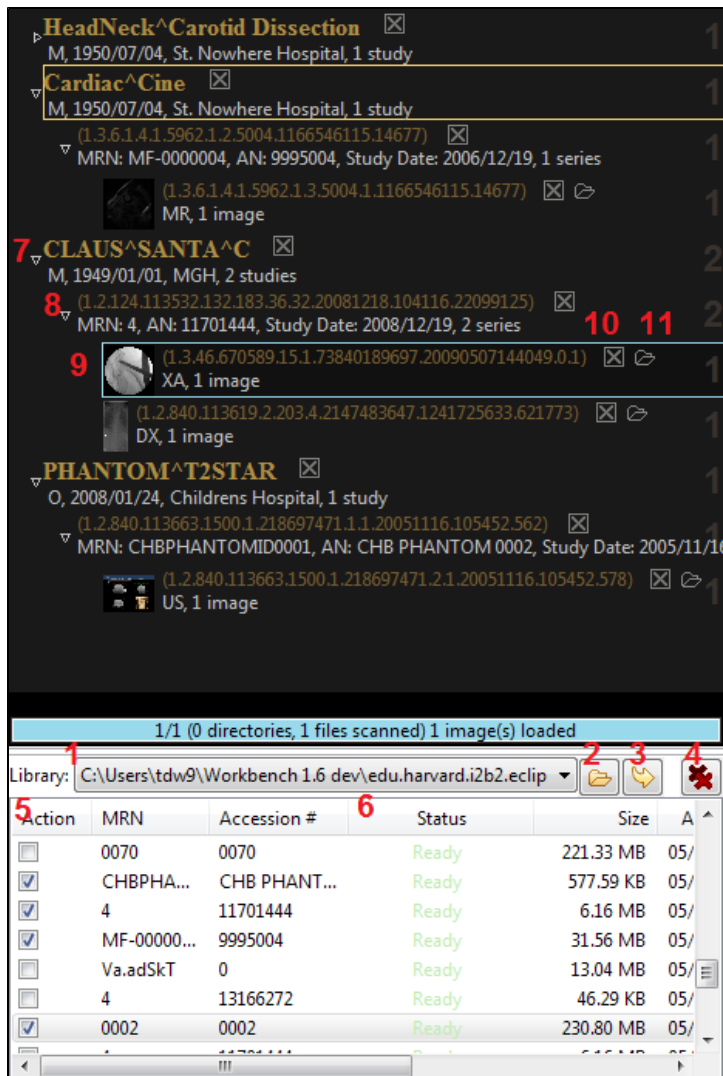 HeadNeck^Carotid Dissection 1
M, 1950/07/04, St. Nowhere Hospital, 1 study
Cardiac^Cine 1
M, 1950/07/04, St. Nowhere Hospital, 1 study
(1.3.6.1.4.1.5962.1.2.5004.1166546115.14677) 1
MRN: MF-0000004, AN: 9995004, Study Date: 2006/12/19, 1 series
(1.3.6.1.4.1.5962.1.3.5004.1.1166546115.14677) 1
MR, 1 image
7 CLAUS^SANTA^C 2
M, 1949/01/01, MGH, 2 studies
8 (1.2.124.113532.132.183.36.32.20081218.104116.22099125) 2
MRN: 4, AN: 11701444, Study Date: 2008/12/19, 2 series 10 11
9 (1.3.46.670589.15.1.73840189697.20090507144049.0.1) 1
XA, 1 image
(1.2.840.113619.2.203.4.2147483647.1241725633.621773) 1
DX, 1 image
PHANTOM^T2STAR 1
O, 2008/01/24, Childrens Hospital, 1 study
(1.2.840.113663.1500.1.218697471.1.1.20051116.105452.562) 1
MRN: CHBPHANTOMID0001, AN: CHB PHANTOM 0002, Study Date: 2005/11/16
(1.2.840.113663.1500.1.218697471.2.1.20051116.105452.578) 1
US, 1 image
1/1 (0 directories, 1 files scanned) 1 image(s) loaded
1 2 3 4
Library: C:\Users\tdw9\Workbench 1.6 dev\edu.harvard.i2b2.eclip
5 6
Action MRN Accession # Status Size A
0070 0070 Ready 221.33 MB 05/
CHBPHA... CHB PHANT... Ready 577.59 KB 05/
4 11701444 Ready 6.16 MB 05/
MF-00000... 9995004 Ready 31.56 MB 05/
Va.adSkT 0 Ready 13.04 MB 05/
4 13166272 Ready 46.29 KB 05/
0002 0002 Ready 230.80 MB 05/